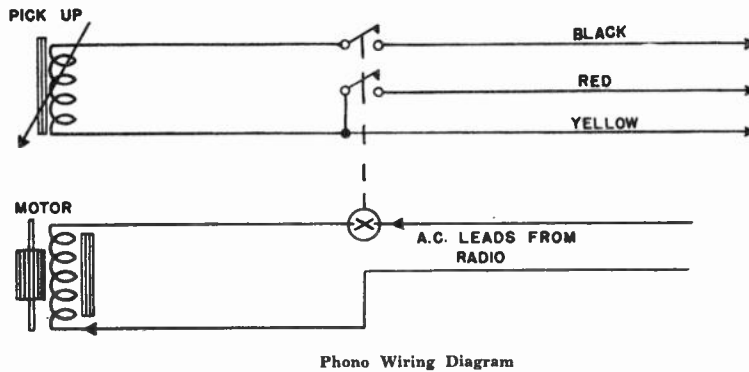 PICK UP
BLACK
RED
YELLOW
MOTOR
A.C. LEADS FROM
RADIO
Phono Wiring Diagram